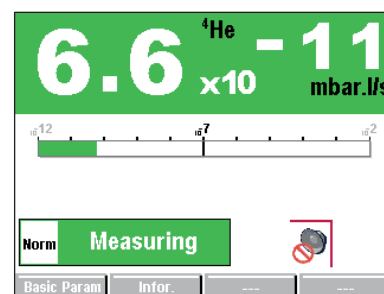 ⁴He
6.6 x10 -11
mbar.l/s
10⁻¹² 10⁻⁷ 10⁻²
Norm Measuring
Basic Param Infor. --- ---